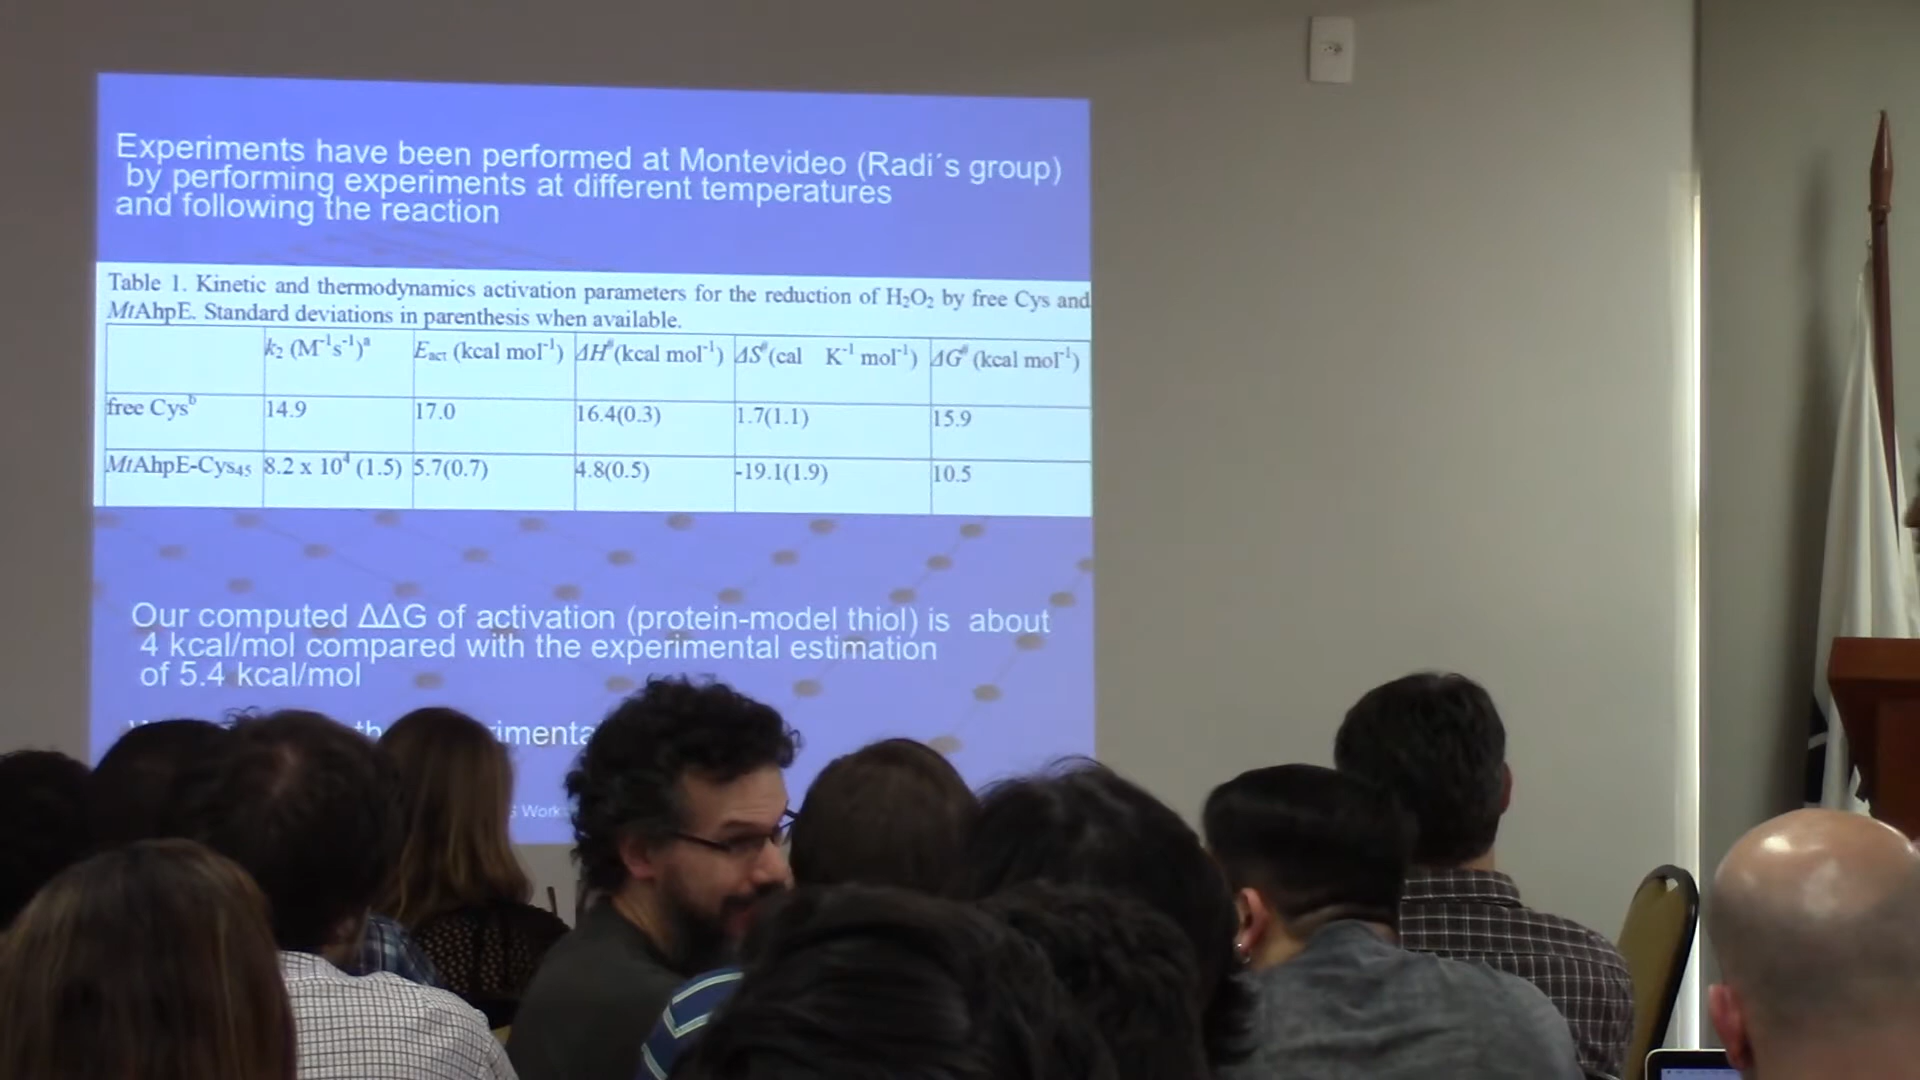 Experiments have been performed at Montevideo (Radi´s group)
by performing experiments at different temperatures
and following the reaction
Table 1. Kinetic and thermodynamics activation parameters for the reduction of H₂O₂ by free Cys and
MtAhpE. Standard deviations in parenthesis when available.
k₂ (M⁻¹s⁻¹)ᵃ Eact (kcal mol⁻¹) ΔH# (kcal mol⁻¹) ΔS# (cal K⁻¹ mol⁻¹) ΔG# (kcal mol⁻¹)
free Cysᵇ 14.9 17.0 16.4(0.3) 1.7(1.1) 15.9
MtAhpE-Cys₄₅ 8.2 x 10⁴ (1.5) 5.7(0.7) 4.8(0.5) -19.1(1.9) 10.5
Our computed ΔΔG of activation (protein-model thiol) is about
4 kcal/mol compared with the experimental estimation
of 5.4 kcal/mol